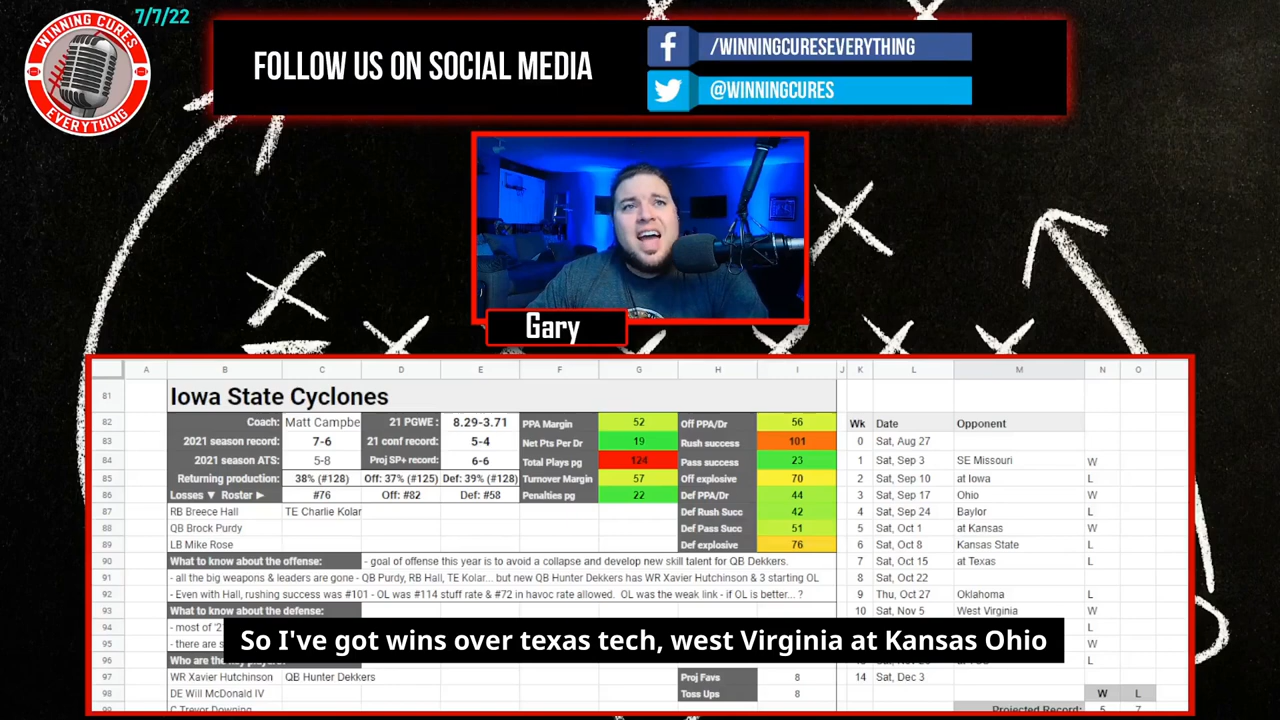 7/7/22
WINNING CURES
EVERYTHING
FOLLOW US ON SOCIAL MEDIA
/WINNINGCURESEVERYTHING
@WINNINGCURES
Gary
A B C D E F G H I J K L M N O
81 Iowa State Cyclones
82 Coach: Matt Campbe 21 PGWE : 8.29-3.71 PPA Margin 52 Off PPA/Dr 56 Wk Date Opponent
83 2021 season record: 7-6 21 conf record: 5-4 Net Pts Per Dr 19 Rush success 101 0 Sat, Aug 27
84 2021 season ATS: 5-8 Proj SP+ record: 6-6 Total Plays pg 124 Pass success 23 1 Sat, Sep 3 SE Missouri W
85 Returning production: 38% (#128) Off: 37% (#125) Def: 39% (#128) Turnover Margin 57 Off explosive 70 2 Sat, Sep 10 at Iowa L
86 Losses ▼ Roster ► #76 Off: #82 Def: #58 Penalties pg 22 Def PPA/Dr 44 3 Sat, Sep 17 Ohio W
87 RB Breece Hall TE Charlie Kolar Def Rush Succ 42 4 Sat, Sep 24 Baylor L
88 QB Brock Purdy Def Pass Succ 51 5 Sat, Oct 1 at Kansas W
89 LB Mike Rose Def explosive 76 6 Sat, Oct 8 Kansas State L
90 What to know about the offense: - goal of offense this year is to avoid a collapse and develop new skill talent for QB Dekkers. 7 Sat, Oct 15 at Texas L
91 - all the big weapons & leaders are gone - QB Purdy, RB Hall, TE Kolar... but new QB Hunter Dekkers has WR Xavier Hutchinson & 3 starting OL 8 Sat, Oct 22
92 - Even with Hall, rushing success was #101 - OL was #114 stuff rate & #72 in havoc rate allowed. OL was the weak link - if OL is better... ? 9 Thu, Oct 27 Oklahoma L
93 What to know about the defense: 10 Sat, Nov 5 West Virginia W
94 - most of '2 L
95 - there are s W
So I've got wins over texas tech, west Virginia at Kansas Ohio
96 Who are the L
97 WR Xavier Hutchinson QB Hunter Dekkers Proj Favs 8 14 Sat, Dec 3
98 DE Will McDonald IV Toss Ups 8 W L
99 C Trevor Downing Projected Record: 5 7